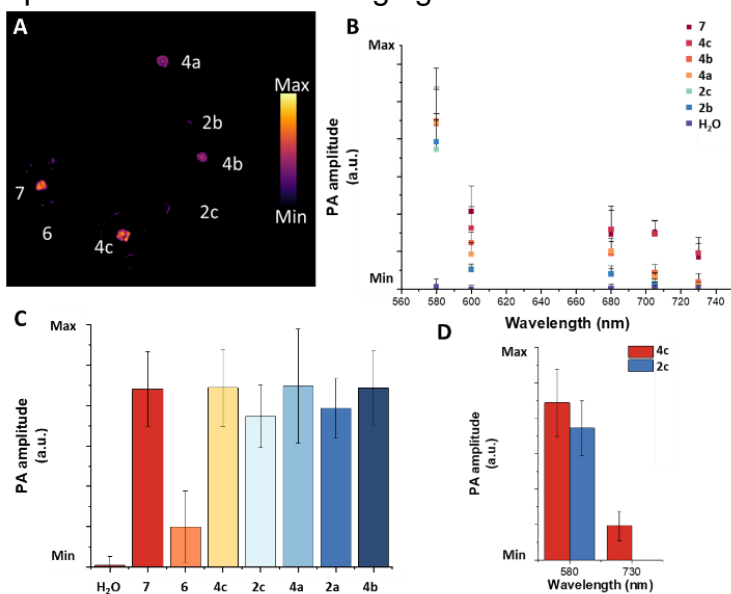 A
4a
Max
2b
4b
7
2c
6
4c
Min
B
Max
7
4c
4b
4a
2c
2b
H₂O
PA amplitude
(a.u.)
Min
560 580 600 620 640 660 680 700 720 740
Wavelength (nm)
C
Max
PA amplitude
(a.u.)
Min
H₂O 7 6 4c 2c 4a 2a 4b
D
Max
4c
2c
PA amplitude
(a.u.)
Min
580 730
Wavelength (nm)